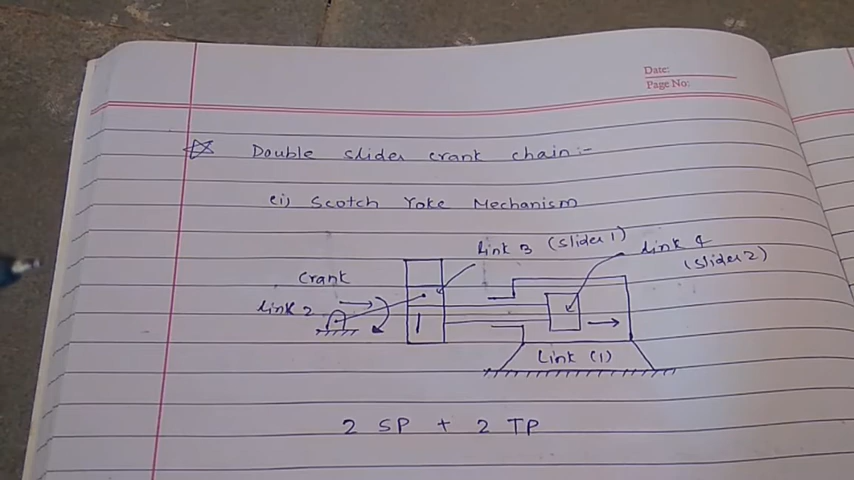 Date:
Page No:
Double slider crank chain:-
(i) Scotch Yoke Mechanism
Link 3 (Slider 1)
Link 4
(Slider 2)
Crank
Link 2
Link (1)
2 SP + 2 TP